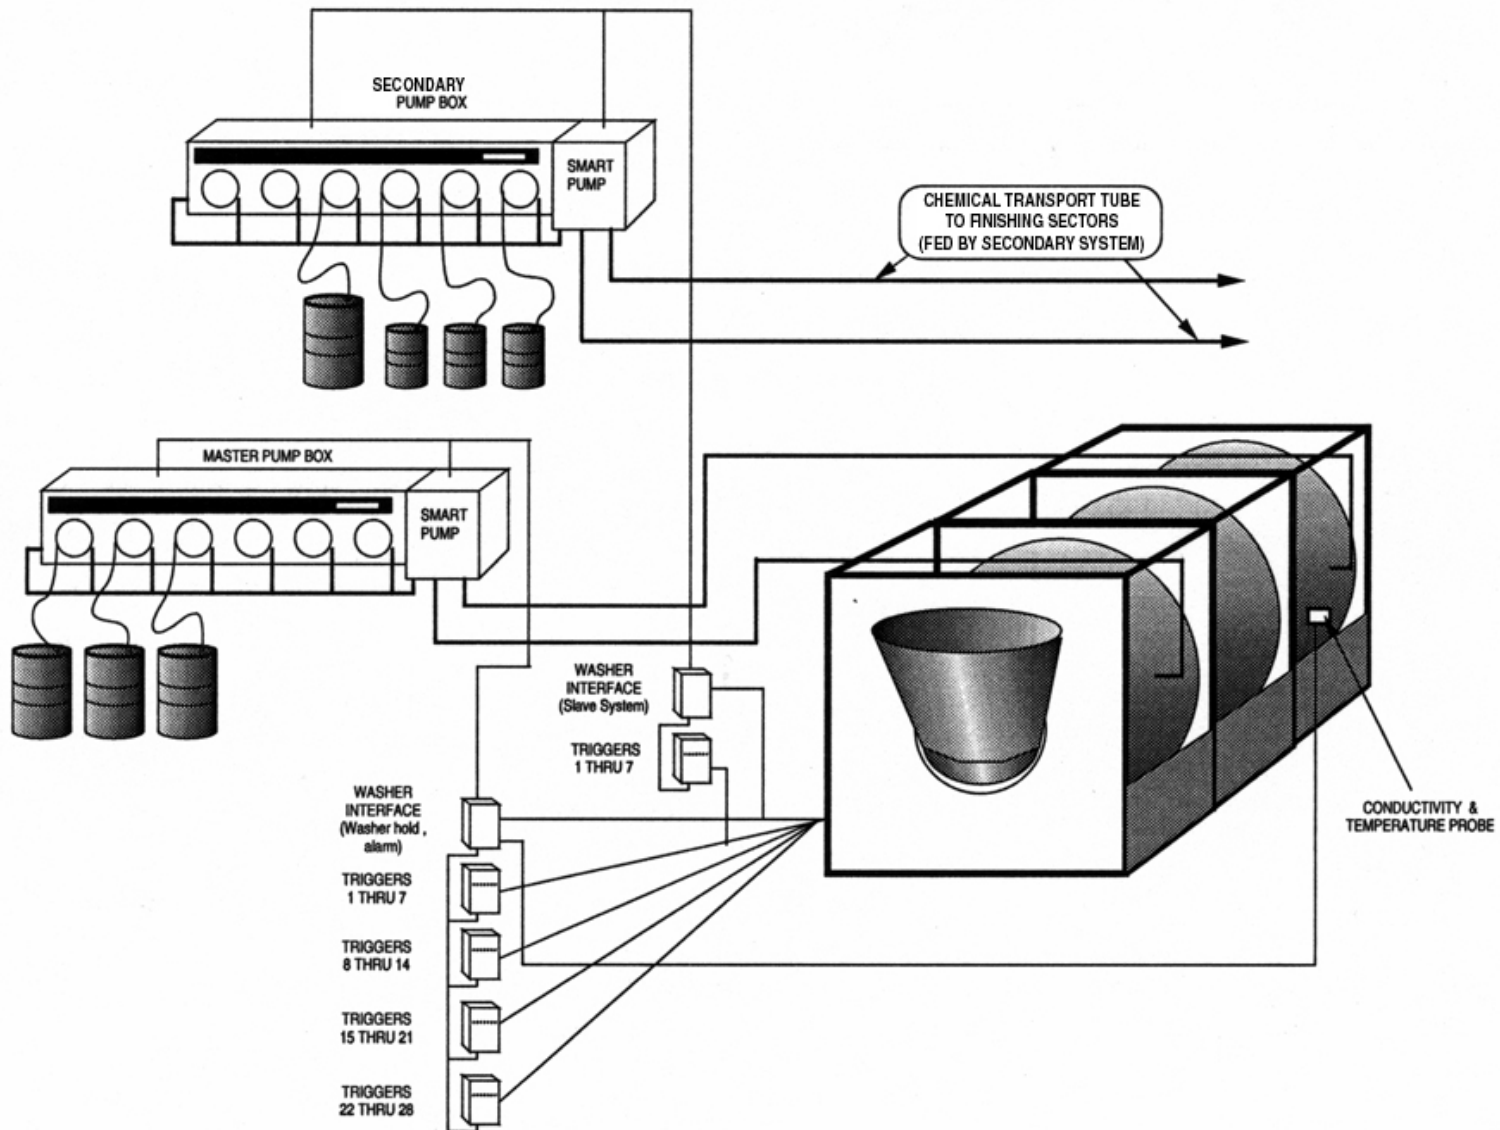 SECONDARY
PUMP BOX
SMART
PUMP
CHEMICAL TRANSPORT TUBE
TO FINISHING SECTORS
(FED BY SECONDARY SYSTEM)
MASTER PUMP BOX
SMART
PUMP
WASHER
INTERFACE
(Slave System)
TRIGGERS
1 THRU 7
WASHER
INTERFACE
(Washer hold ,
alarm)
TRIGGERS
1 THRU 7
TRIGGERS
8 THRU 14
TRIGGERS
15 THRU 21
TRIGGERS
22 THRU 28
CONDUCTIVITY &
TEMPERATURE PROBE